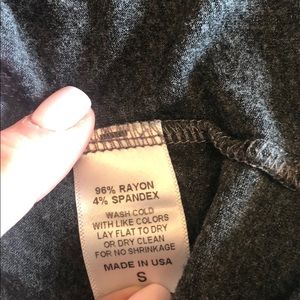 96% RAYON
4% SPANDEX
WASH COLD
WITH LIKE COLORS
LAY FLAT TO DRY
OR DRY CLEAN
FOR NO SHRINKAGE
MADE IN USA
S